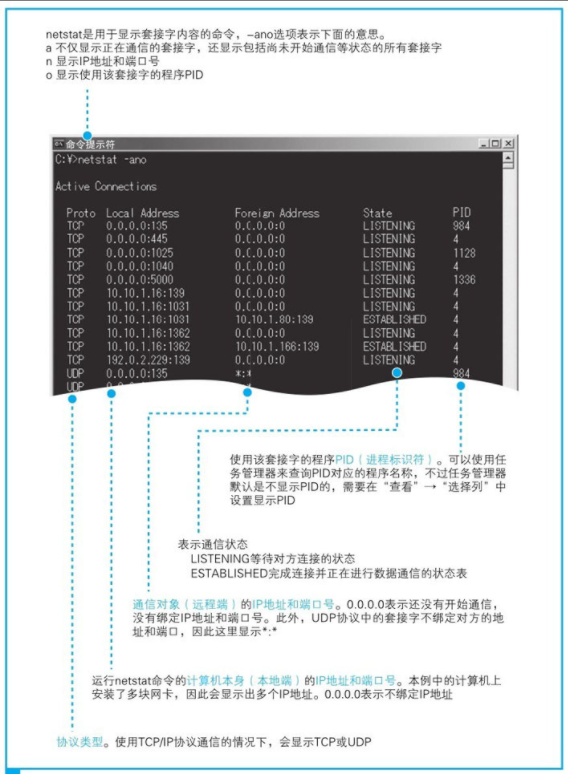 netstat是用于显示套接字内容的命令，–ano选项表示下面的意思。
a 不仅显示正在通信的套接字，还显示包括尚未开始通信等状态的所有套接字
n 显示IP地址和端口号
o 显示使用该套接字的程序PID
命令提示符
C:¥>netstat -ano
Active Connections
Proto Local Address Foreign Address State PID
TCP 0.0.0.0:135 0.0.0.0:0 LISTENING 984
TCP 0.0.0.0:445 0.0.0.0:0 LISTENING 4
TCP 0.0.0.0:1025 0.0.0.0:0 LISTENING 1128
TCP 0.0.0.0:1040 0.0.0.0:0 LISTENING 4
TCP 0.0.0.0:5000 0.0.0.0:0 LISTENING 1336
TCP 10.10.1.16:139 0.0.0.0:0 LISTENING 4
TCP 10.10.1.16:1031 0.0.0.0:0 LISTENING 4
TCP 10.10.1.16:1031 10.10.1.80:139 ESTABLISHED 4
TCP 10.10.1.16:1362 0.0.0.0:0 LISTENING 4
TCP 10.10.1.16:1362 10.10.1.166:139 ESTABLISHED 4
TCP 192.0.2.229:139 0.0.0.0:0 LISTENING 4
UDP 0.0.0.0:135 *:* 984
UDP
使用该套接字的程序PID（进程标识符）。可以使用任
务管理器来查询PID对应的程序名称，不过任务管理器
默认是不显示PID的，需要在“查看”→“选择列”中
设置显示PID
表示通信状态
LISTENING等待对方连接的状态
ESTABLISHED完成连接并正在进行数据通信的状态表
通信对象（远程端）的IP地址和端口号。0.0.0.0表示还没有开始通信，
没有绑定IP地址和端口号。此外，UDP协议中的套接字不绑定对方的地
址和端口，因此这里显示*:*
运行netstat命令的计算机本身（本地端）的IP地址和端口号。本例中的计算机上
安装了多块网卡，因此会显示出多个IP地址。0.0.0.0表示不绑定IP地址
协议类型。使用TCP/IP协议通信的情况下，会显示TCP或UDP